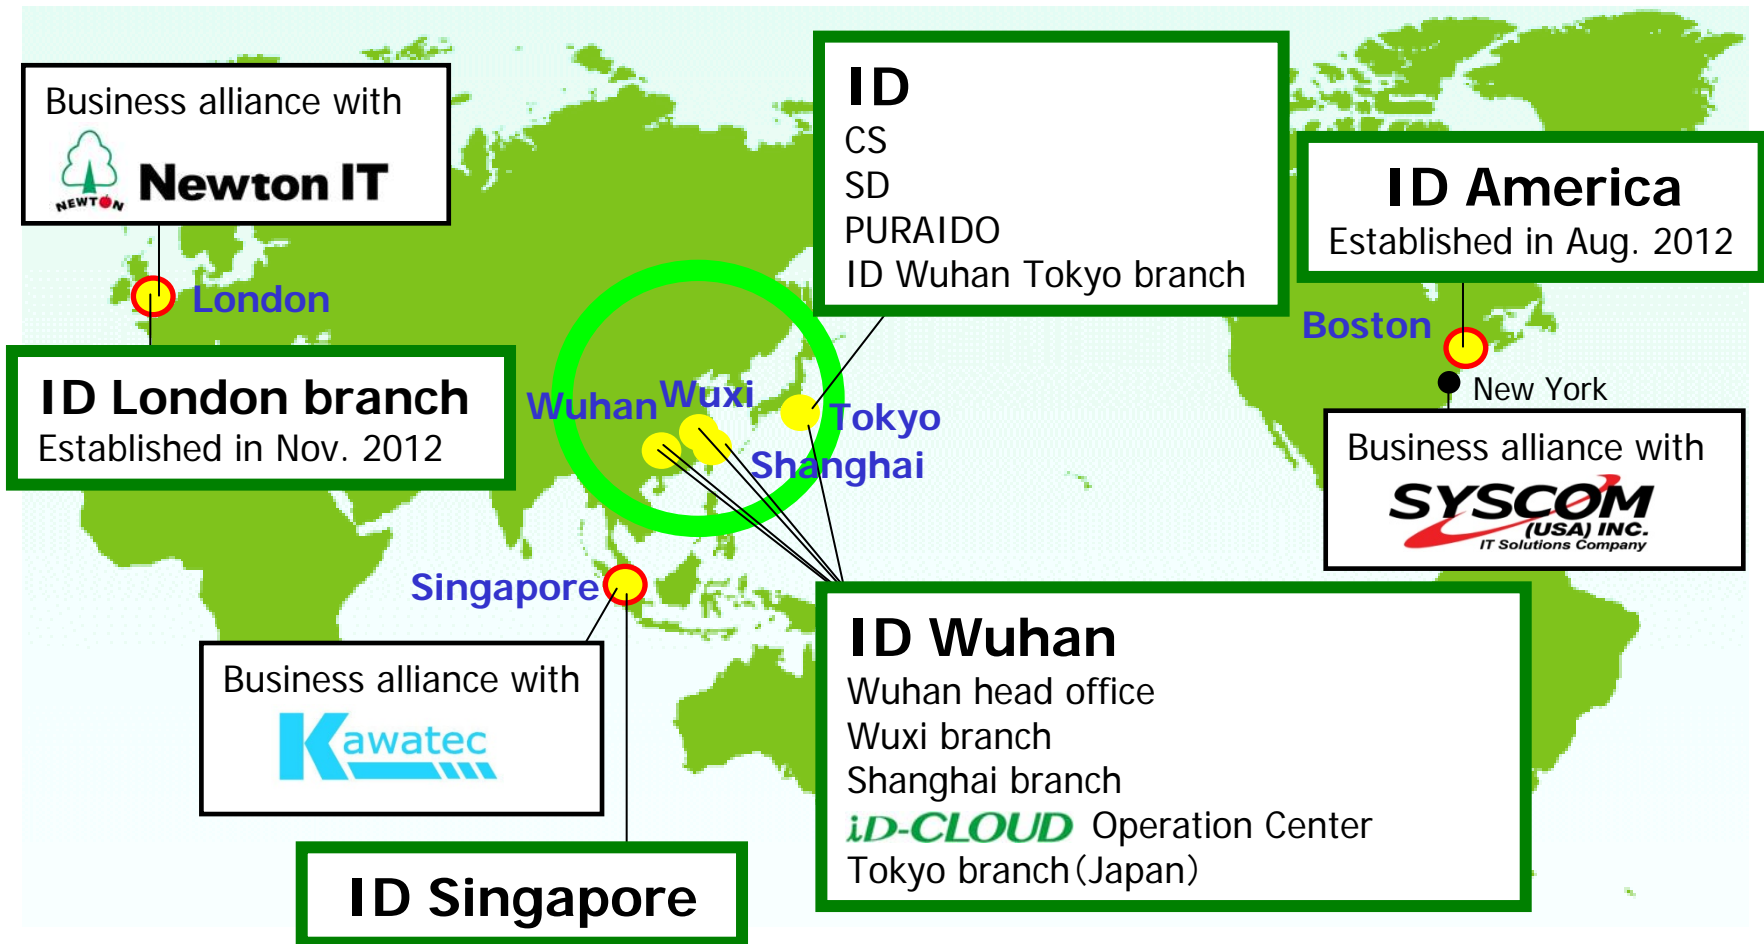 Business alliance with
NEWTON
Newton IT
London
ID London branch
Established in Nov. 2012
ID
CS
SD
PURAIDO
ID Wuhan Tokyo branch
ID America
Established in Aug. 2012
Boston
New York
Business alliance with
SYSCOM
(USA) INC.
IT Solutions Company
Wuhan
Wuxi
Tokyo
Shanghai
Singapore
Business alliance with
Kawatec
ID Singapore
ID Wuhan
Wuhan head office
Wuxi branch
Shanghai branch
iD-CLOUD Operation Center
Tokyo branch(Japan)